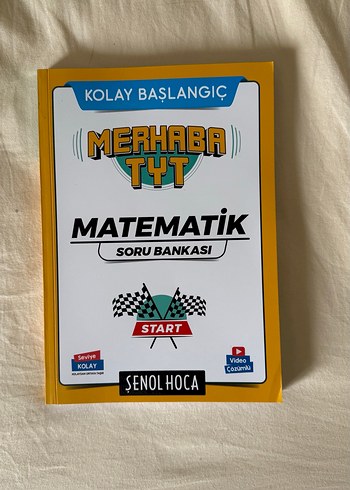 KOLAY BAŞLANGIÇ
MERHABA
TYT
MATEMATİK
SORU BANKASI
START
Seviye
KOLAY
Video
Çözümlü
ŞENOL HOCA